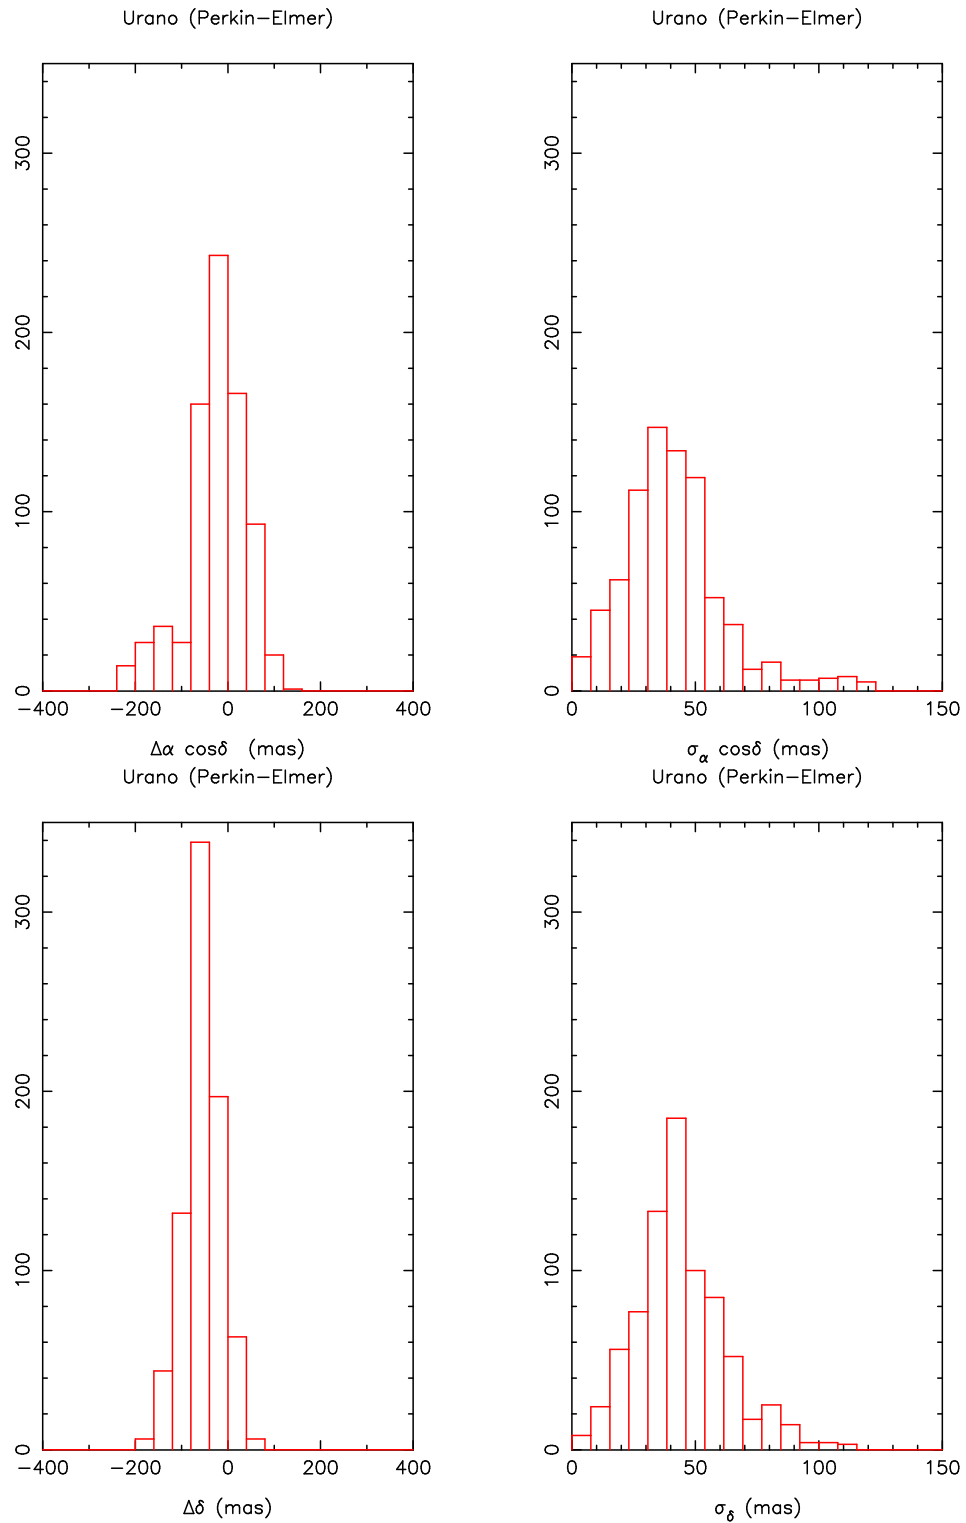 Urano (Perkin−Elmer)
300
200
100
0
−400 −200 0 200 400
Δα cosδ (mas)
Urano (Perkin−Elmer)
300
200
100
0
0 50 100 150
σα cosδ (mas)
Urano (Perkin−Elmer)
300
200
100
0
−400 −200 0 200 400
Δδ (mas)
Urano (Perkin−Elmer)
300
200
100
0
0 50 100 150
σδ (mas)